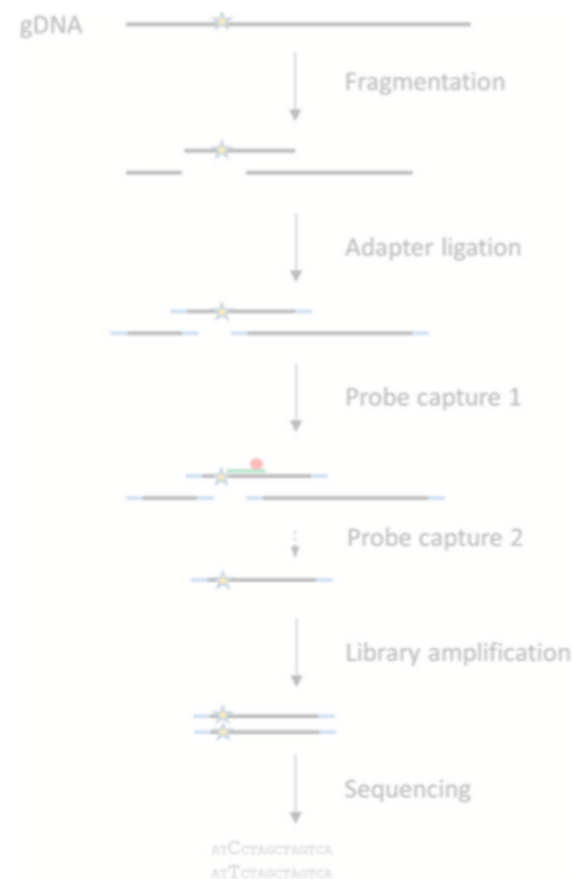 gDNA
Fragmentation
Adapter ligation
Probe capture 1
Probe capture 2
Library amplification
Sequencing
ATCCTAGCTAGTCA
ATTCTAGCTAGTCA